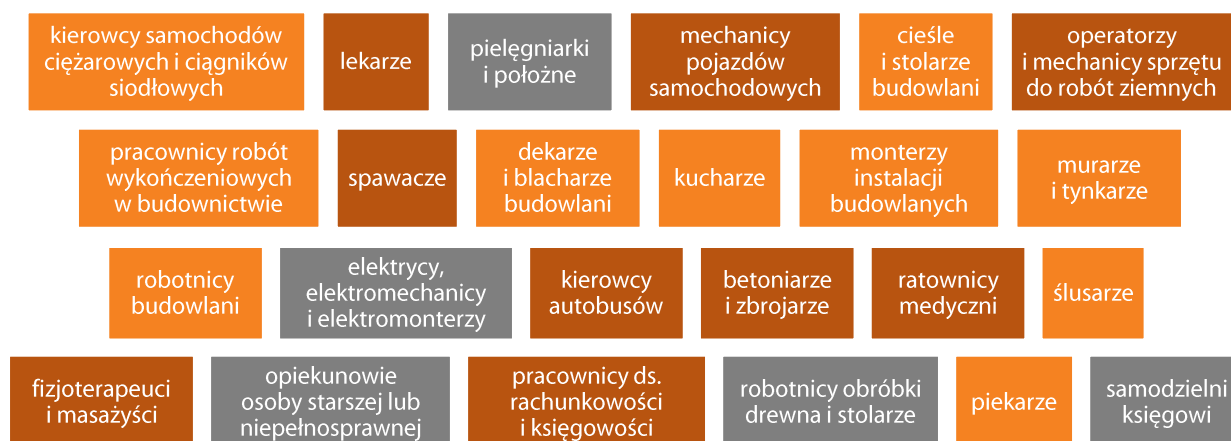 kierowcy samochodów
ciężarowych i ciągników
siodłowych
lekarze
pielęgniarki
i położne
mechanicy
pojazdów
samochodowych
cieśle
i stolarze
budowlani
operatorzy
i mechanicy sprzętu
do robót ziemnych
pracownicy robót
wykończeniowych
w budownictwie
spawacze
dekarze
i blacharze
budowlani
kucharze
monterzy
instalacji
budowlanych
murarze
i tynkarze
robotnicy
budowlani
elektrycy,
elektromechanicy
i elektromonterzy
kierowcy
autobusów
betoniarze
i zbrojarze
ratownicy
medyczni
ślusarze
fizjoterapeuci
i masażyści
opiekunowie
osoby starszej lub
niepełnosprawnej
pracownicy ds.
rachunkowości
i księgowości
robotnicy obróbki
drewna i stolarze
piekarze
samodzielni
księgowi